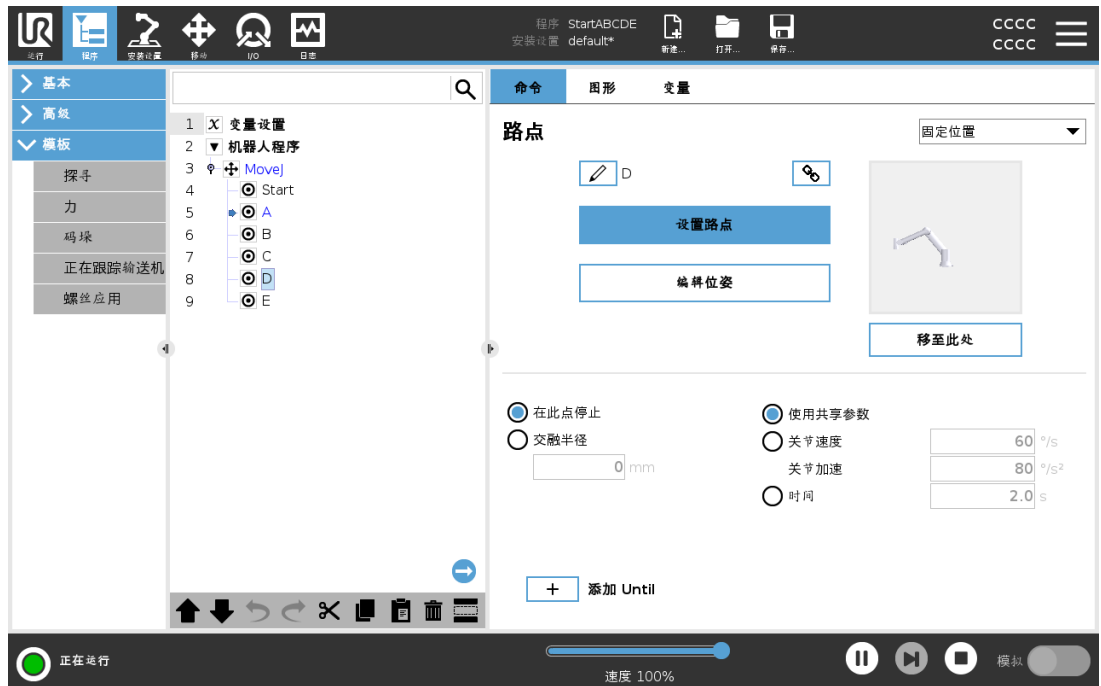 UR
程序 StartABCDE
安装设置 default*
CCCC
CCCC
运行 程序 安装设置 移动 I/O 日志 新建... 打开... 保存...
基本
高级
模板
探寻
力
码垛
正在跟踪输送机
螺丝应用
1 X 变量设置
2 机器人程序
3 MoveJ
4 Start
5 A
6 B
7 C
8 D
9 E
命令 图形 变量
路点 固定位置
D
设置路点
编辑位姿
移至此处
在此点停止 使用共享参数
交融半径 关节速度 60 °/s
0 mm 关节加速 80 °/s²
时间 2.0 s
+ 添加 Until
正在运行 速度 100% 模拟